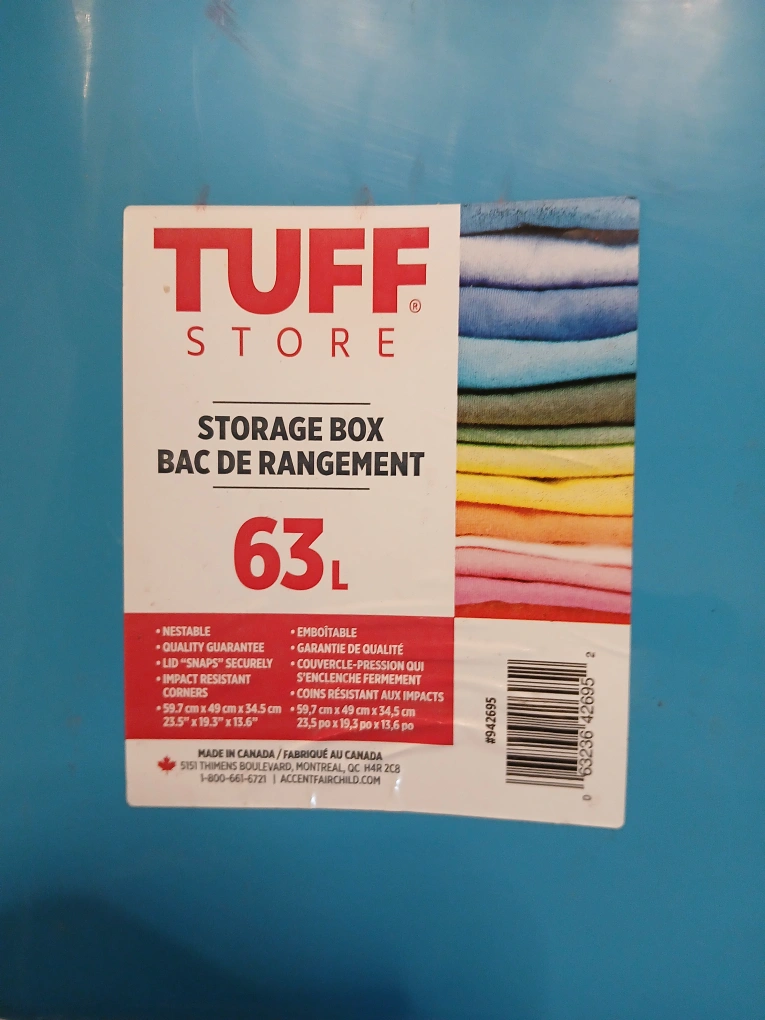 TUFF®
STORE
STORAGE BOX
BAC DE RANGEMENT
63 L
• NESTABLE
• QUALITY GUARANTEE
• LID "SNAPS" SECURELY
• IMPACT RESISTANT
CORNERS
• 59.7 cm x 49 cm x 34.5 cm
23.5" x 19.3" x 13.6"
• EMBOÎTABLE
• GARANTIE DE QUALITÉ
• COUVERCLE-PRESSION QUI
S'ENCLENCHE FERMEMENT
• COINS RÉSISTANT AUX IMPACTS
• 59,7 cm x 49 cm x 34,5 cm
23,5 po x 19,3 po x 13,6 po
MADE IN CANADA / FABRIQUÉ AU CANADA
5151 THIMENS BOULEVARD, MONTREAL, QC H4R 2C8
1-800-661-6721 | ACCENTFAIRCHILD.COM
#942695
0 63236 42695 2